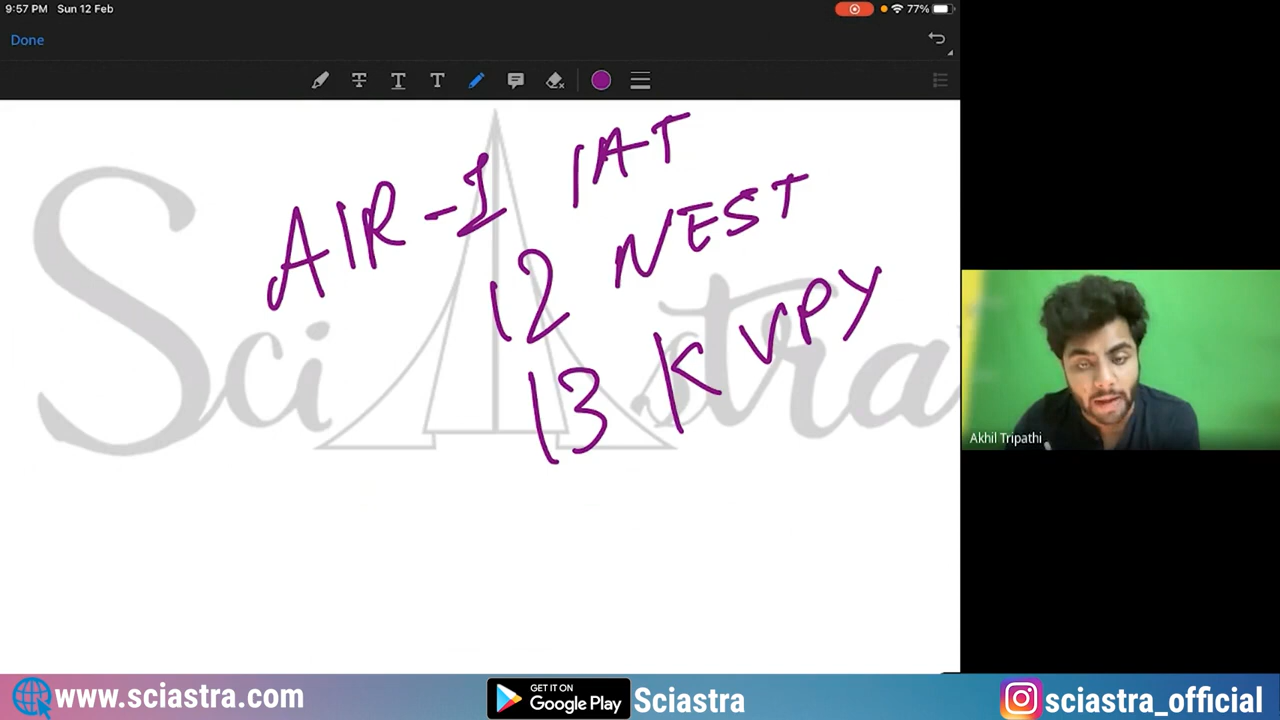 9:57 PM Sun 12 Feb
77%
Done
T T T
AIR-1 IAT
12 NEST
13 KVPY
SciAstra
Akhil Tripathi
www.sciastra.com
GET IT ON
Google Play
Sciastra
sciastra_official